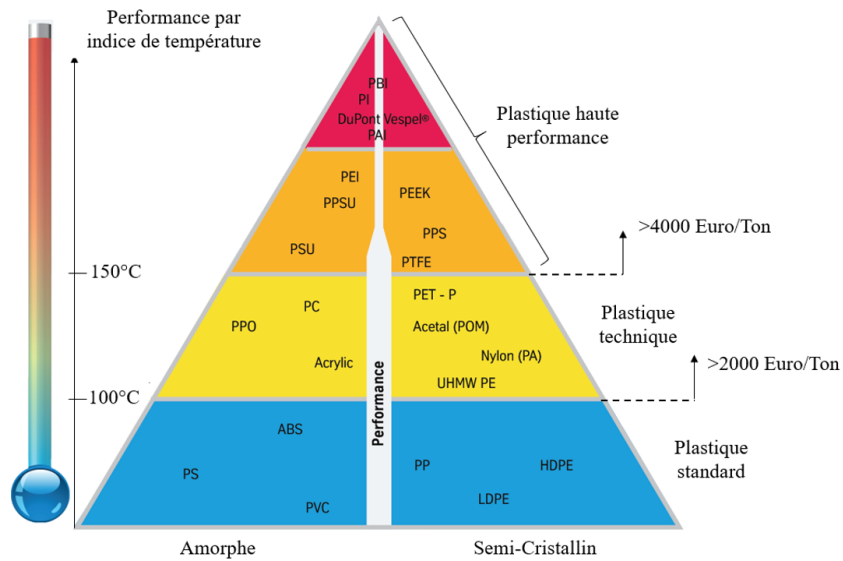 Performance par
indice de température
PBI
PI
DuPont Vespel®
PAI
Plastique haute
performance
PEI
PEEK
PPSU
PPS
PSU
PTFE
>4000 Euro/Ton
150°C
PET - P
PC
Acetal (POM)
PPO
Plastique
technique
Nylon (PA)
Acrylic
UHMW PE
>2000 Euro/Ton
100°C
Performance
ABS
PS
PVC
PP
HDPE
LDPE
Plastique
standard
Amorphe
Semi-Cristallin